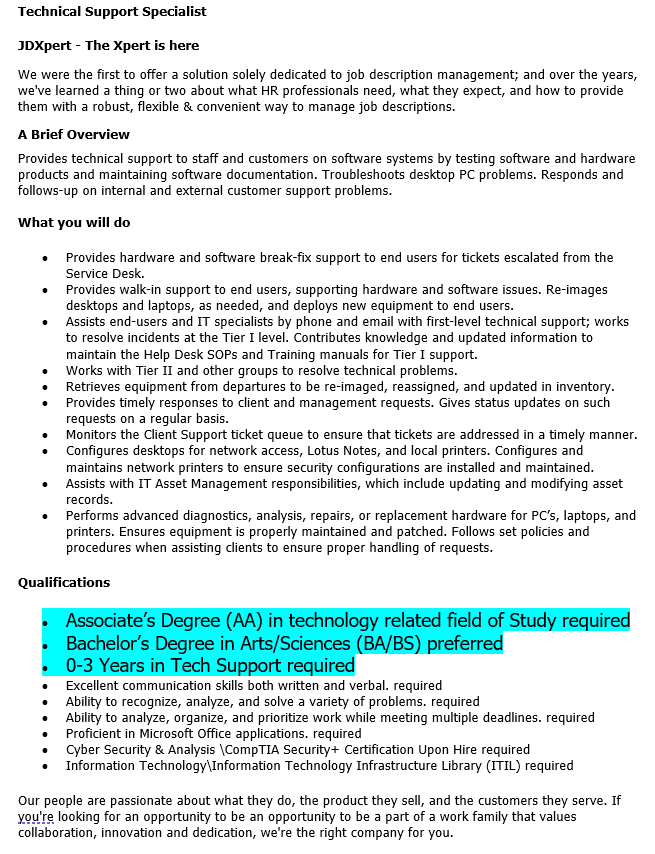 Technical Support Specialist
JDXpert - The Xpert is here
We were the first to offer a solution solely dedicated to job description management; and over the years,
we've learned a thing or two about what HR professionals need, what they expect, and how to provide
them with a robust, flexible & convenient way to manage job descriptions.
A Brief Overview
Provides technical support to staff and customers on software systems by testing software and hardware
products and maintaining software documentation. Troubleshoots desktop PC problems. Responds and
follows-up on internal and external customer support problems.
What you will do
• Provides hardware and software break-fix support to end users for tickets escalated from the
Service Desk.
• Provides walk-in support to end users, supporting hardware and software issues. Re-images
desktops and laptops, as needed, and deploys new equipment to end users.
• Assists end-users and IT specialists by phone and email with first-level technical support; works
to resolve incidents at the Tier I level. Contributes knowledge and updated information to
maintain the Help Desk SOPs and Training manuals for Tier I support.
• Works with Tier II and other groups to resolve technical problems.
• Retrieves equipment from departures to be re-imaged, reassigned, and updated in inventory.
• Provides timely responses to client and management requests. Gives status updates on such
requests on a regular basis.
• Monitors the Client Support ticket queue to ensure that tickets are addressed in a timely manner.
• Configures desktops for network access, Lotus Notes, and local printers. Configures and
maintains network printers to ensure security configurations are installed and maintained.
• Assists with IT Asset Management responsibilities, which include updating and modifying asset
records.
• Performs advanced diagnostics, analysis, repairs, or replacement hardware for PC's, laptops, and
printers. Ensures equipment is properly maintained and patched. Follows set policies and
procedures when assisting clients to ensure proper handling of requests.
Qualifications
• Associate's Degree (AA) in technology related field of Study required
• Bachelor's Degree in Arts/Sciences (BA/BS) preferred
• 0-3 Years in Tech Support required
• Excellent communication skills both written and verbal. required
• Ability to recognize, analyze, and solve a variety of problems. required
• Ability to analyze, organize, and prioritize work while meeting multiple deadlines. required
• Proficient in Microsoft Office applications. required
• Cyber Security & Analysis \CompTIA Security+ Certification Upon Hire required
• Information Technology\Information Technology Infrastructure Library (ITIL) required
Our people are passionate about what they do, the product they sell, and the customers they serve. If
you're looking for an opportunity to be an opportunity to be a part of a work family that values
collaboration, innovation and dedication, we're the right company for you.